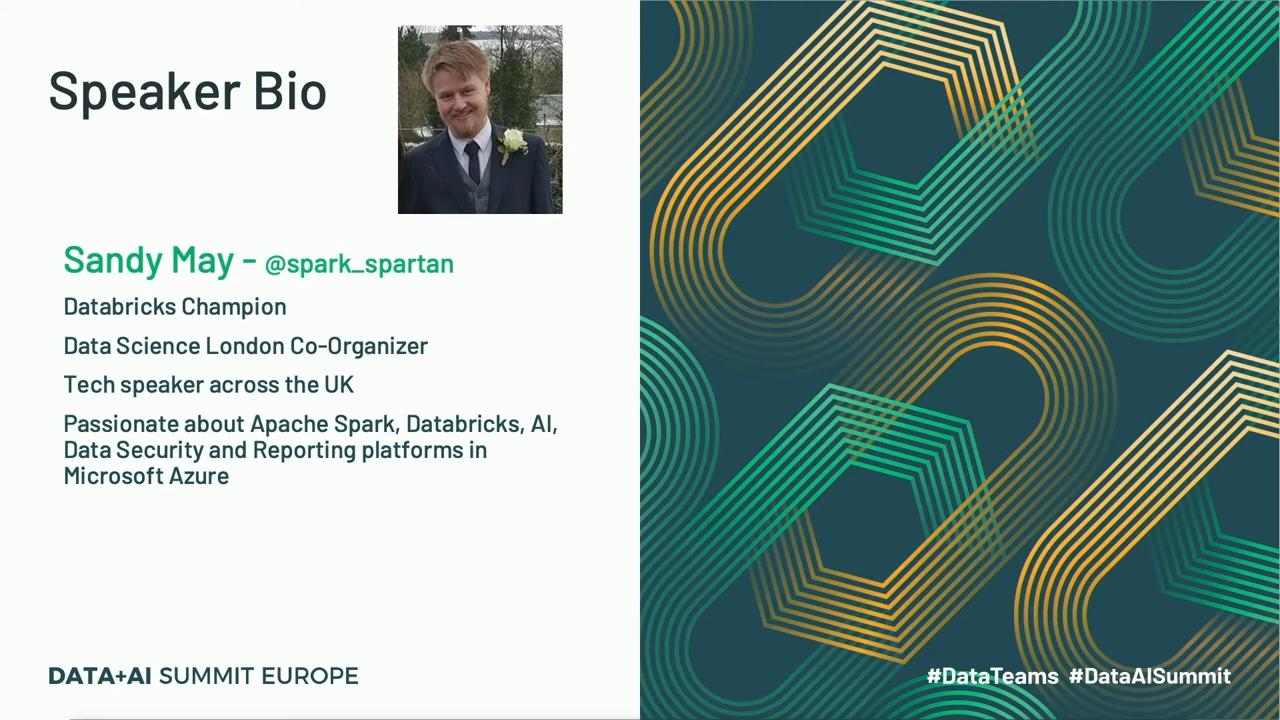 Speaker Bio
Sandy May - @spark_spartan
Databricks Champion
Data Science London Co-Organizer
Tech speaker across the UK
Passionate about Apache Spark, Databricks, AI,
Data Security and Reporting platforms in
Microsoft Azure
DATA+AI SUMMIT EUROPE
#DataTeams #DataAISummit